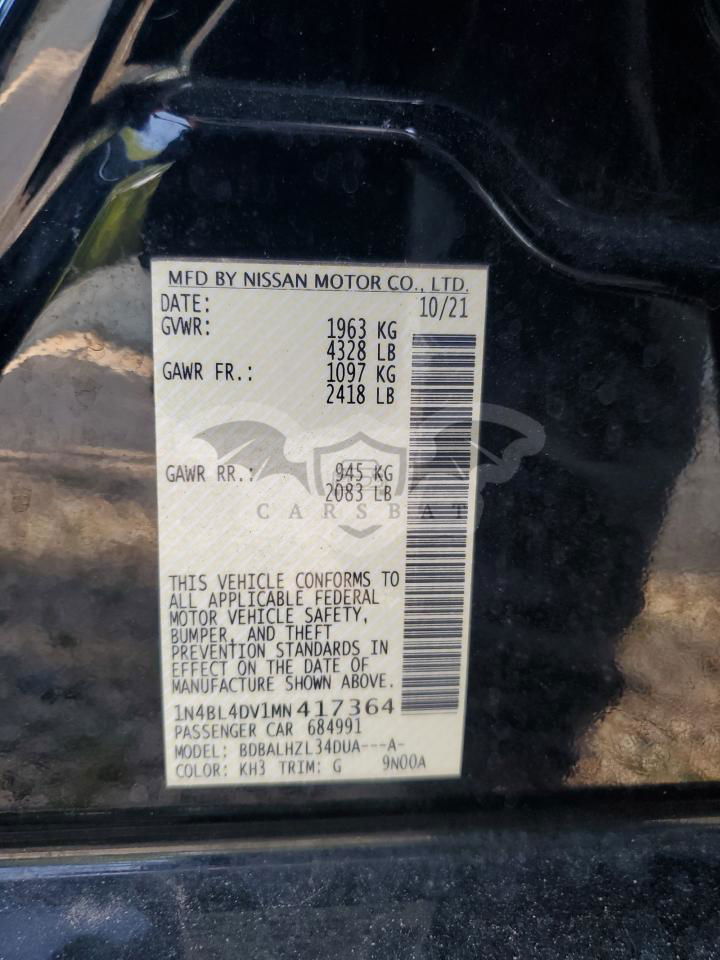 MFD BY NISSAN MOTOR CO., LTD.
DATE: 10/21
GVWR: 1963 KG
4328 LB
GAWR FR.: 1097 KG
2418 LB
GAWR RR.: 945 KG
2083 LB
CARSBAT
THIS VEHICLE CONFORMS TO
ALL APPLICABLE FEDERAL
MOTOR VEHICLE SAFETY,
BUMPER, AND THEFT
PREVENTION STANDARDS IN
EFFECT ON THE DATE OF
MANUFACTURE SHOWN ABOVE.
1N4BL4DV1MN417364
PASSENGER CAR 684991
MODEL: BDBALHZL34DUA---A-
COLOR: KH3 TRIM: G 9N00A